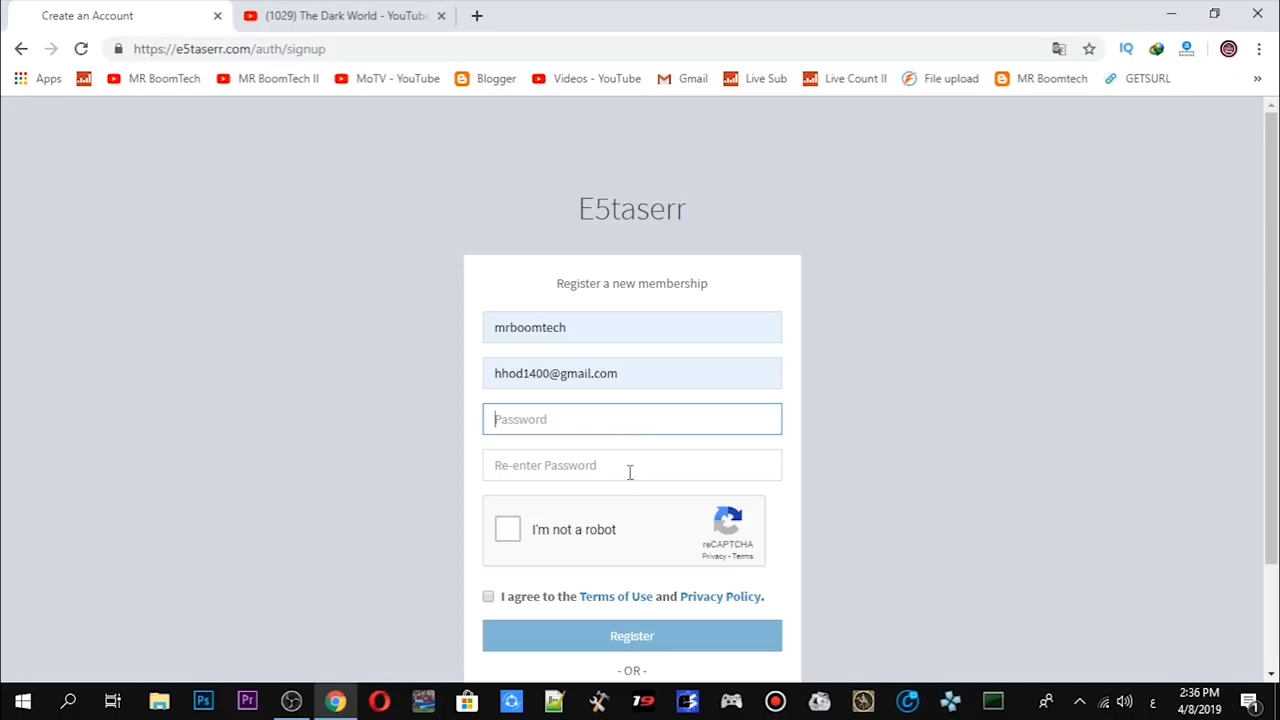 Create an Account
(1029) The Dark World - YouTube
https://e5taserr.com/auth/signup
Apps
MR BoomTech
MR BoomTech II
MoTV - YouTube
Blogger
Videos - YouTube
Gmail
Live Sub
Live Count II
File upload
MR Boomtech
GETSURL
»
E5taserr
Register a new membership
mrboomtech
hhod1400@gmail.com
Password
Re-enter Password
I'm not a robot
reCAPTCHA
Privacy - Terms
I agree to the Terms of Use and Privacy Policy.
Register
- OR -
2:36 PM
4/8/2019
ع